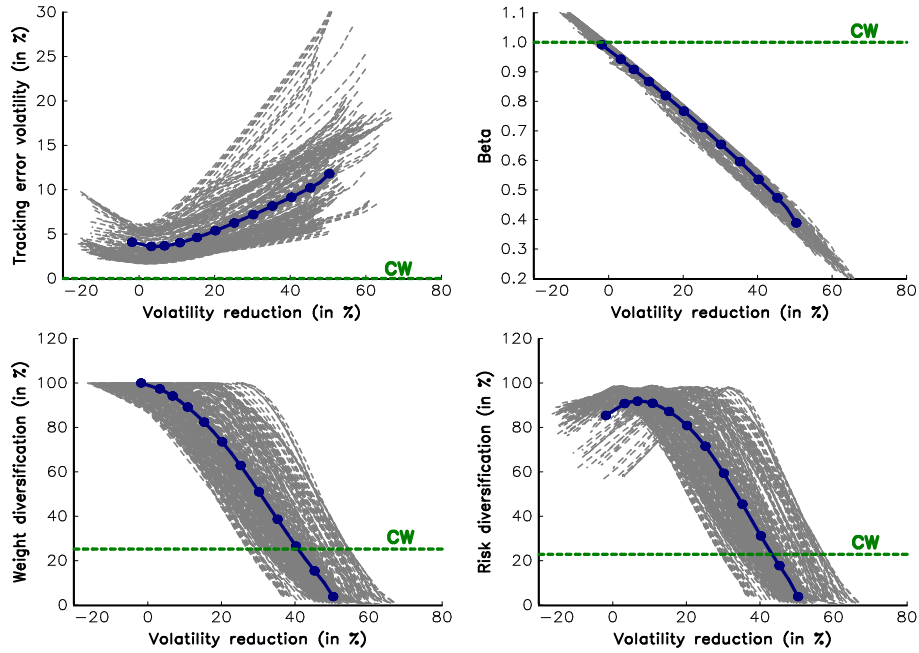 Tracking error volatility (in %)
30
25
20
15
10
5
0
CW
−20 0 20 40 60 80
Volatility reduction (in %)
Beta
1.1
1.0
0.9
0.8
0.7
0.6
0.5
0.4
0.3
0.2
CW
−20 0 20 40 60 80
Volatility reduction (in %)
Weight diversification (in %)
120
100
80
60
40
20
0
CW
−20 0 20 40 60 80
Volatility reduction (in %)
Risk diversification (in %)
120
100
80
60
40
20
0
CW
−20 0 20 40 60 80
Volatility reduction (in %)